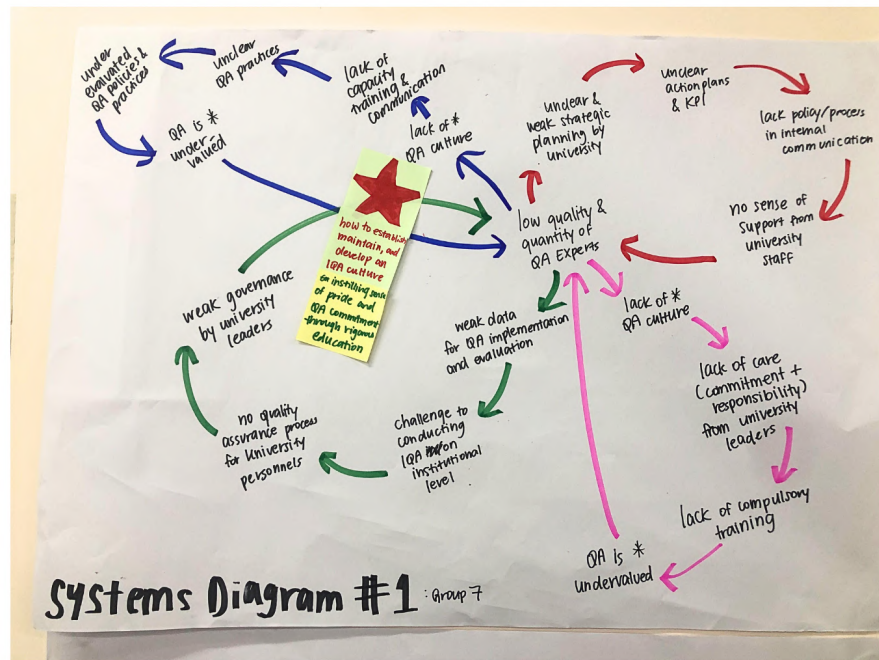 under
evaluated
QA policies &
practices
unclear
QA practices
lack of
capacity
training &
communication
lack of*
QA culture
QA is *
under-
valued
unclear &
weak strategic
planning by
university
unclear
action plans
& KPI
lack policy/process
in internal
communication
no sense of
support from
university
staff
low quality &
quantity of
QA Experts
how to establish
maintain, and
develop an
IQA culture
on instilling sense
of pride and
QA commitment
through rigorous
education
weak governance
by university
leaders
weak data
for QA implementation
and evaluation
challenge to
conducting
IQA on
institutional
level
no quality
assurance process
for University
personnels
lack of*
QA culture
lack of care
(commitment +
responsibility)
from university
leaders
lack of compulsory
training
QA is *
undervalued
Systems Diagram #1 : Group 7